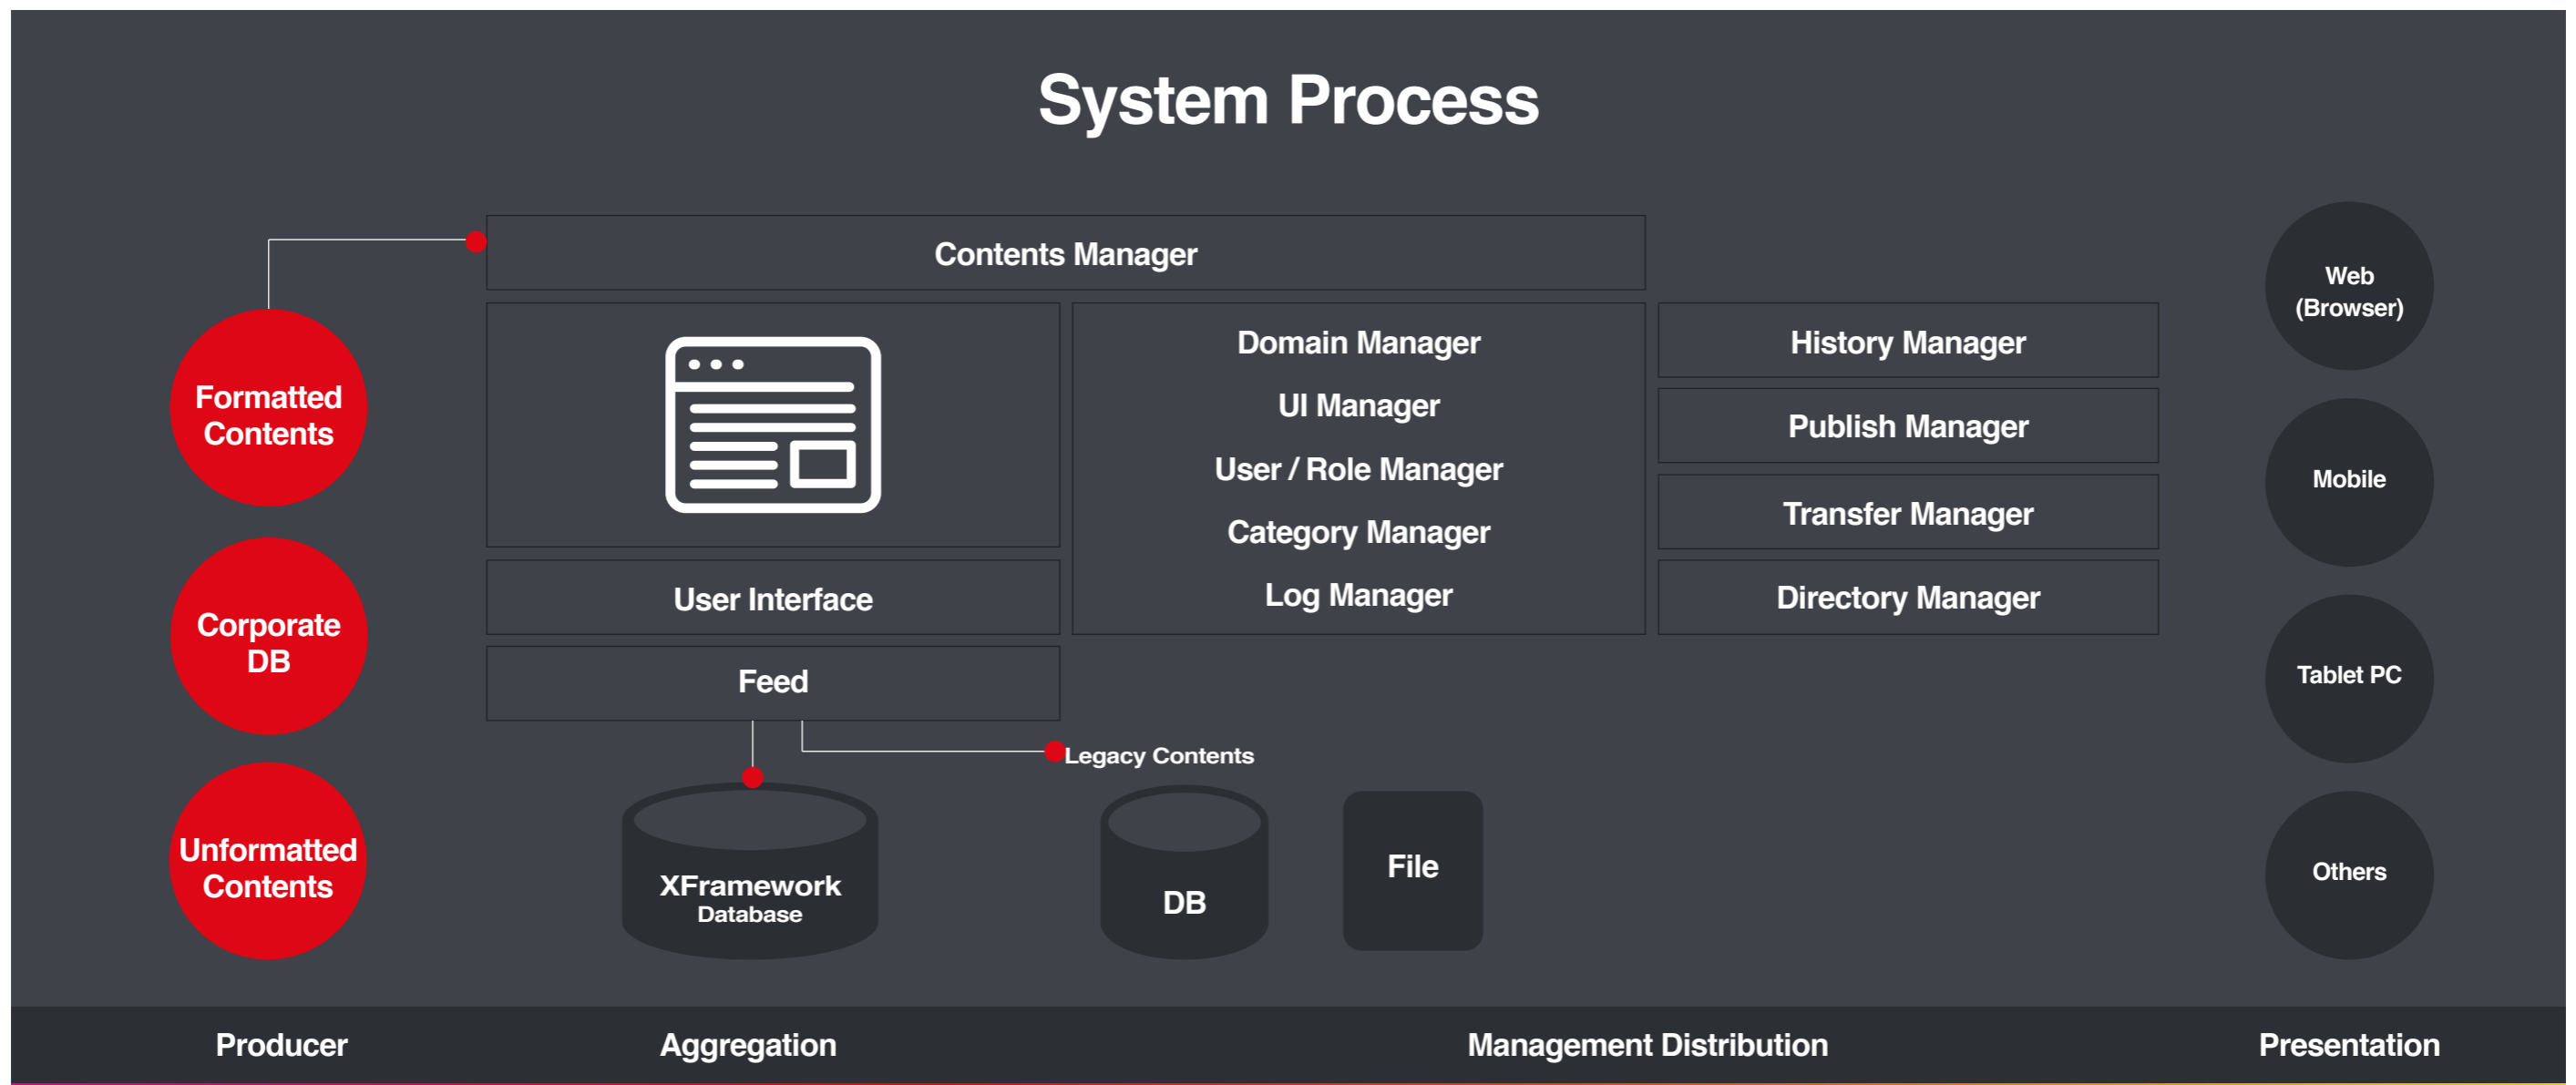 System Process
Contents Manager
Formatted
Contents
Corporate
DB
Unformatted
Contents
User Interface
Feed
Domain Manager
UI Manager
User / Role Manager
Category Manager
Log Manager
History Manager
Publish Manager
Transfer Manager
Directory Manager
Legacy Contents
XFramework
Database
DB
File
Web
(Browser)
Mobile
Tablet PC
Others
Producer
Aggregation
Management Distribution
Presentation